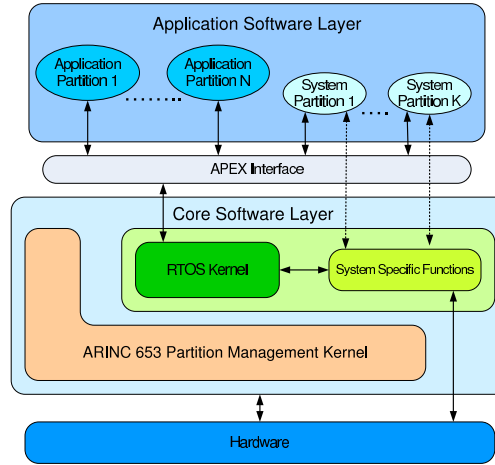 Application Software Layer
Application
Partition 1
Application
Partition N
System
Partition 1
System
Partition K
APEX Interface
Core Software Layer
RTOS Kernel
System Specific Functions
ARINC 653 Partition Management Kernel
Hardware